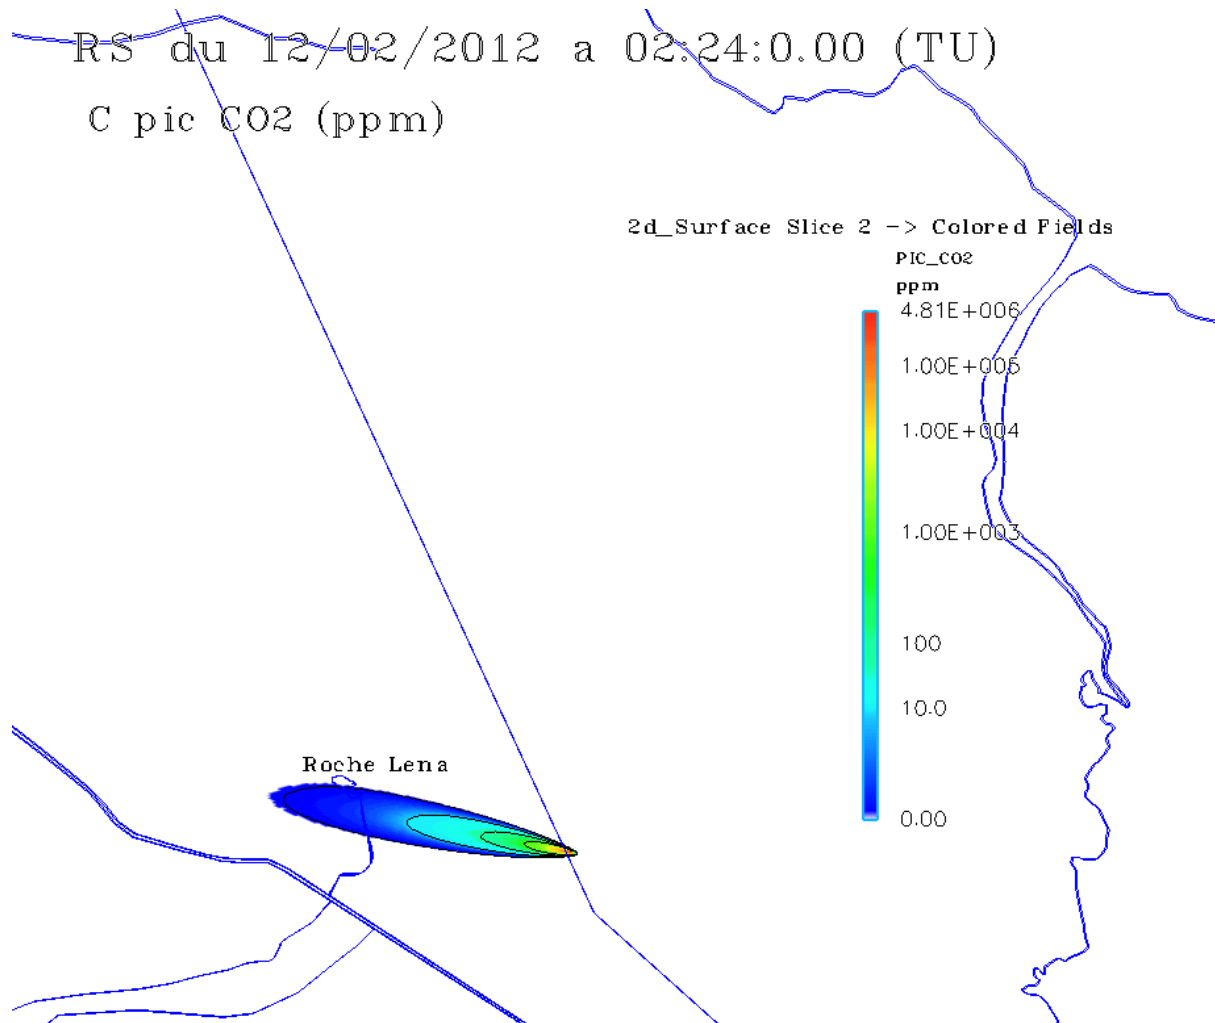 RS du 12/02/2012 a 02:24:0.00 (TU)
C pic CO2 (ppm)
2d_Surface Slice 2 -> Colored Fields
PIC_CO2
ppm
4.81E+006
1.00E+005
1.00E+004
1.00E+003
100
10.0
0.00
Roche Lena